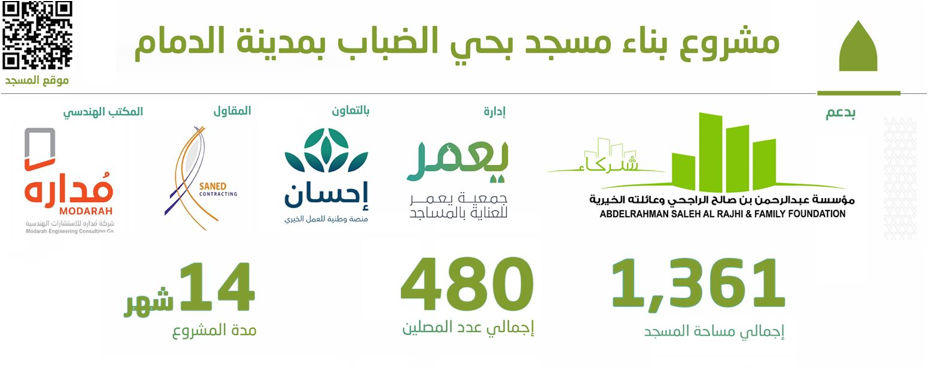 مشروع بناء مسجد بحي الضباب بمدينة الدمام
موقع المسجد
بدعم
إدارة
بالتعاون
المقاول
المكتب الهندسي
شركاء
مؤسسة عبدالرحمن بن صالح الراجحي وعائلته الخيرية
ABDELRAHMAN SALEH AL RAJHI & FAMILY FOUNDATION
يعمر
جمعية يعمر
للعناية بالمساجد
إحسان
منصة وطنية للعمل الخيري
SANED
CONTRACTING
مُداره
MODARAH
شركة مداره للاستشارات الهندسية
Modarah Engineering Consulting Co.
1,361
إجمالي مساحة المسجد
480
إجمالي عدد المصلين
14 شهر
مدة المشروع